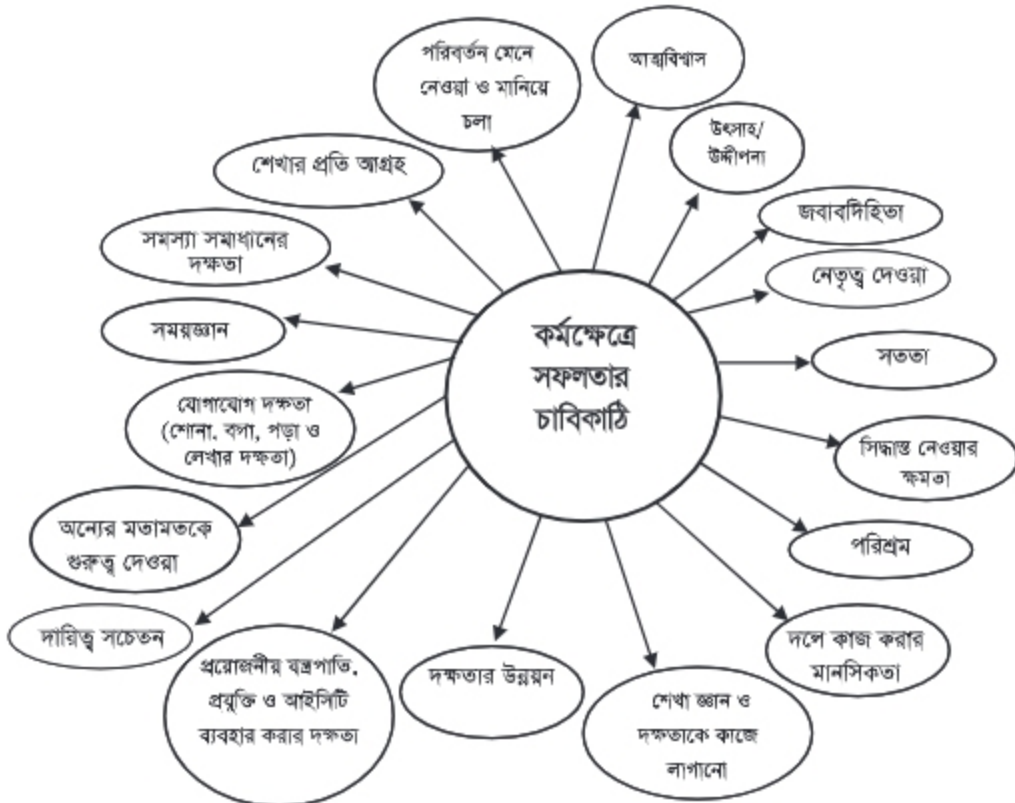 কর্মক্ষেত্রে
সফলতার
চাবিকাঠি
আত্মবিশ্বাস
উৎসাহ/
উদ্দীপনা
জবাবদিহিতা
নেতৃত্ব দেওয়া
সততা
সিদ্ধান্ত নেওয়ার
ক্ষমতা
পরিশ্রম
দলে কাজ করার
মানসিকতা
শেখা জ্ঞান ও
দক্ষতাকে কাজে
লাগানো
দক্ষতার উন্নয়ন
প্রয়োজনীয় যন্ত্রপাতি,
প্রযুক্তি ও আইসিটি
ব্যবহার করার দক্ষতা
দায়িত্ব সচেতন
অন্যের মতামতকে
গুরুত্ব দেওয়া
যোগাযোগ দক্ষতা
(শোনা, বলা, পড়া ও
লেখার দক্ষতা)
সময়জ্ঞান
সমস্যা সমাধানের
দক্ষতা
শেখার প্রতি আগ্রহ
পরিবর্তন মেনে
নেওয়া ও মানিয়ে
চলা